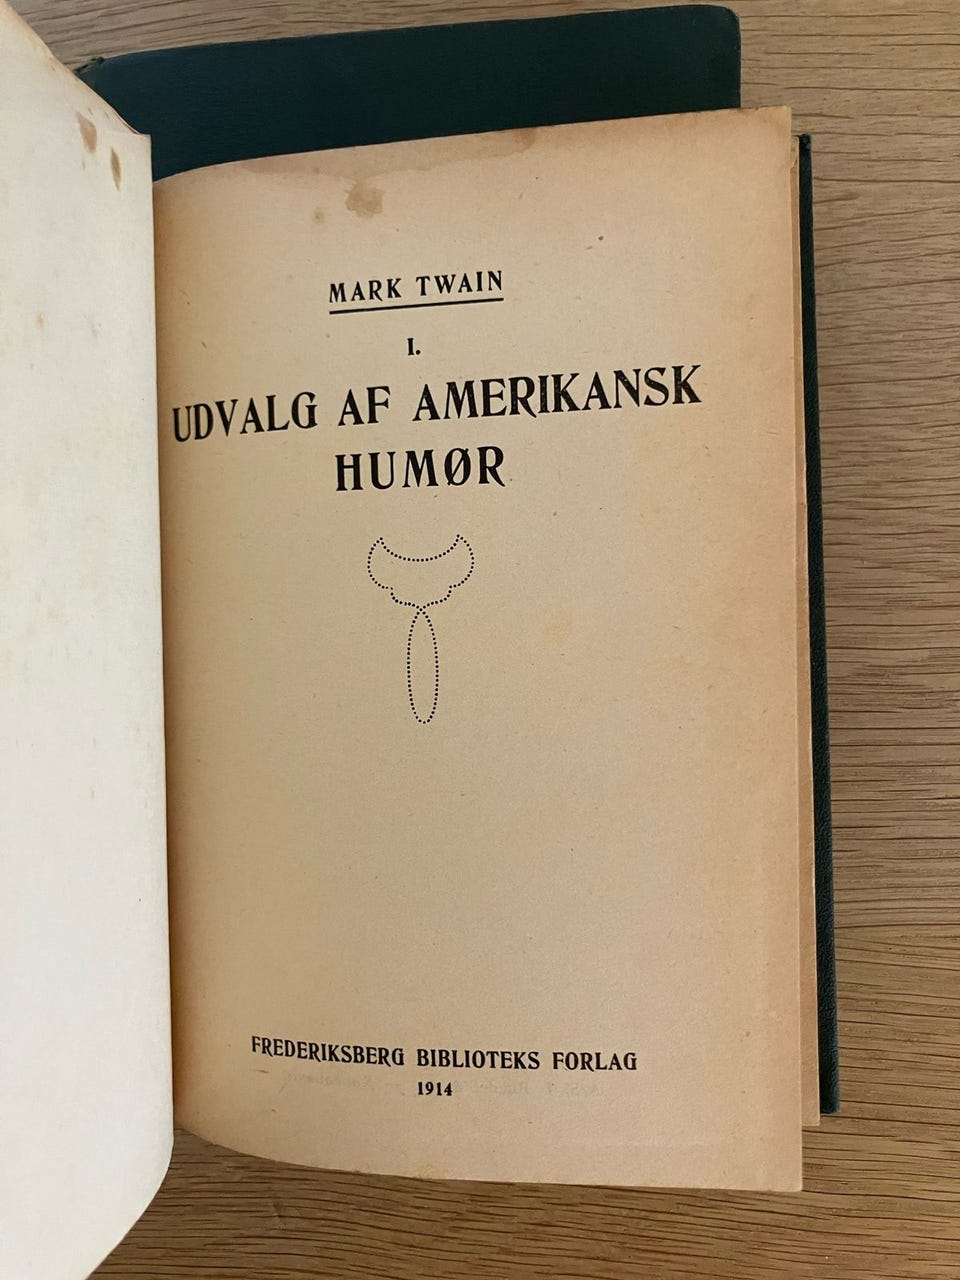 MARK TWAIN
I.
UDVALG AF AMERIKANSK
HUMØR
FREDERIKSBERG BIBLIOTEKS FORLAG
1914